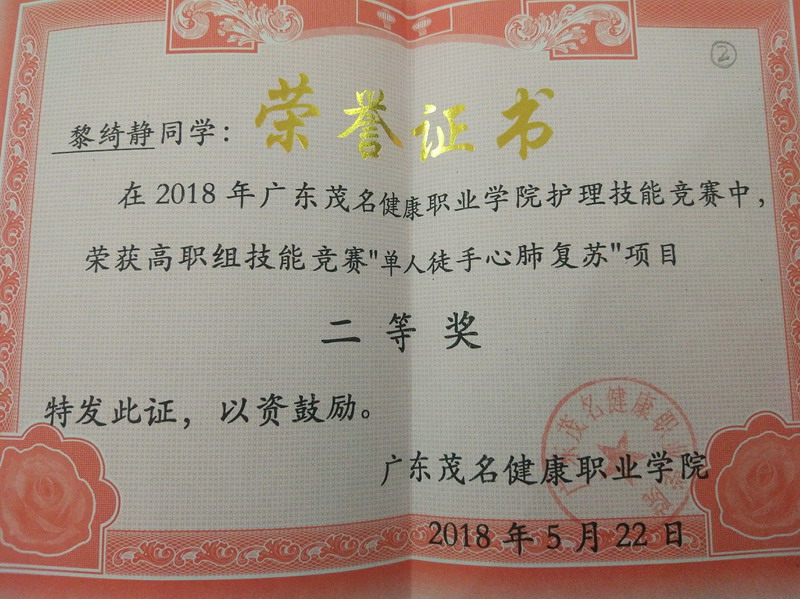 ②
荣誉证书
黎绮静同学：
在2018年广东茂名健康职业学院护理技能竞赛中，
荣获高职组技能竞赛"单人徒手心肺复苏"项目
二等奖
特发此证，以资鼓励。
广东茂名健康职业学院
2018年5月22日